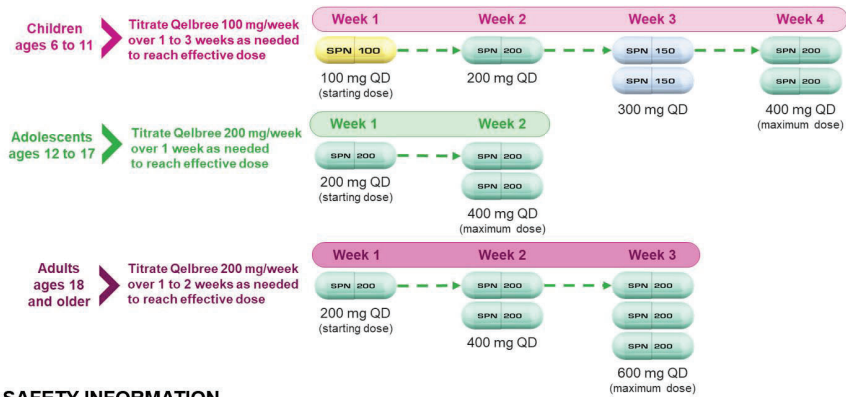 Children
ages 6 to 11
Titrate Qelbree 100 mg/week
over 1 to 3 weeks as needed
to reach effective dose
Week 1 Week 2 Week 3 Week 4
SPN 100 SPN 200 SPN 150 SPN 200
SPN 150 SPN 200
100 mg QD
(starting dose)
200 mg QD
300 mg QD
400 mg QD
(maximum dose)
Adolescents
ages 12 to 17
Titrate Qelbree 200 mg/week
over 1 week as needed
to reach effective dose
Week 1 Week 2
SPN 200 SPN 200
SPN 200
200 mg QD
(starting dose)
400 mg QD
(maximum dose)
Adults
ages 18
and older
Titrate Qelbree 200 mg/week
over 1 to 2 weeks as needed
to reach effective dose
Week 1 Week 2 Week 3
SPN 200 SPN 200 SPN 200
SPN 200 SPN 200
SPN 200
200 mg QD
(starting dose)
400 mg QD
600 mg QD
(maximum dose)
SAFETY INFORMATION